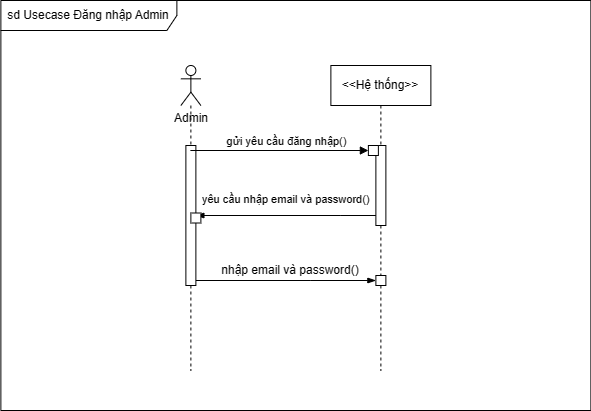 sd Usecase Đăng nhập Admin
<<Hệ thống>>
Admin
gửi yêu cầu đăng nhập()
yêu cầu nhập email và password()
nhập email và password()